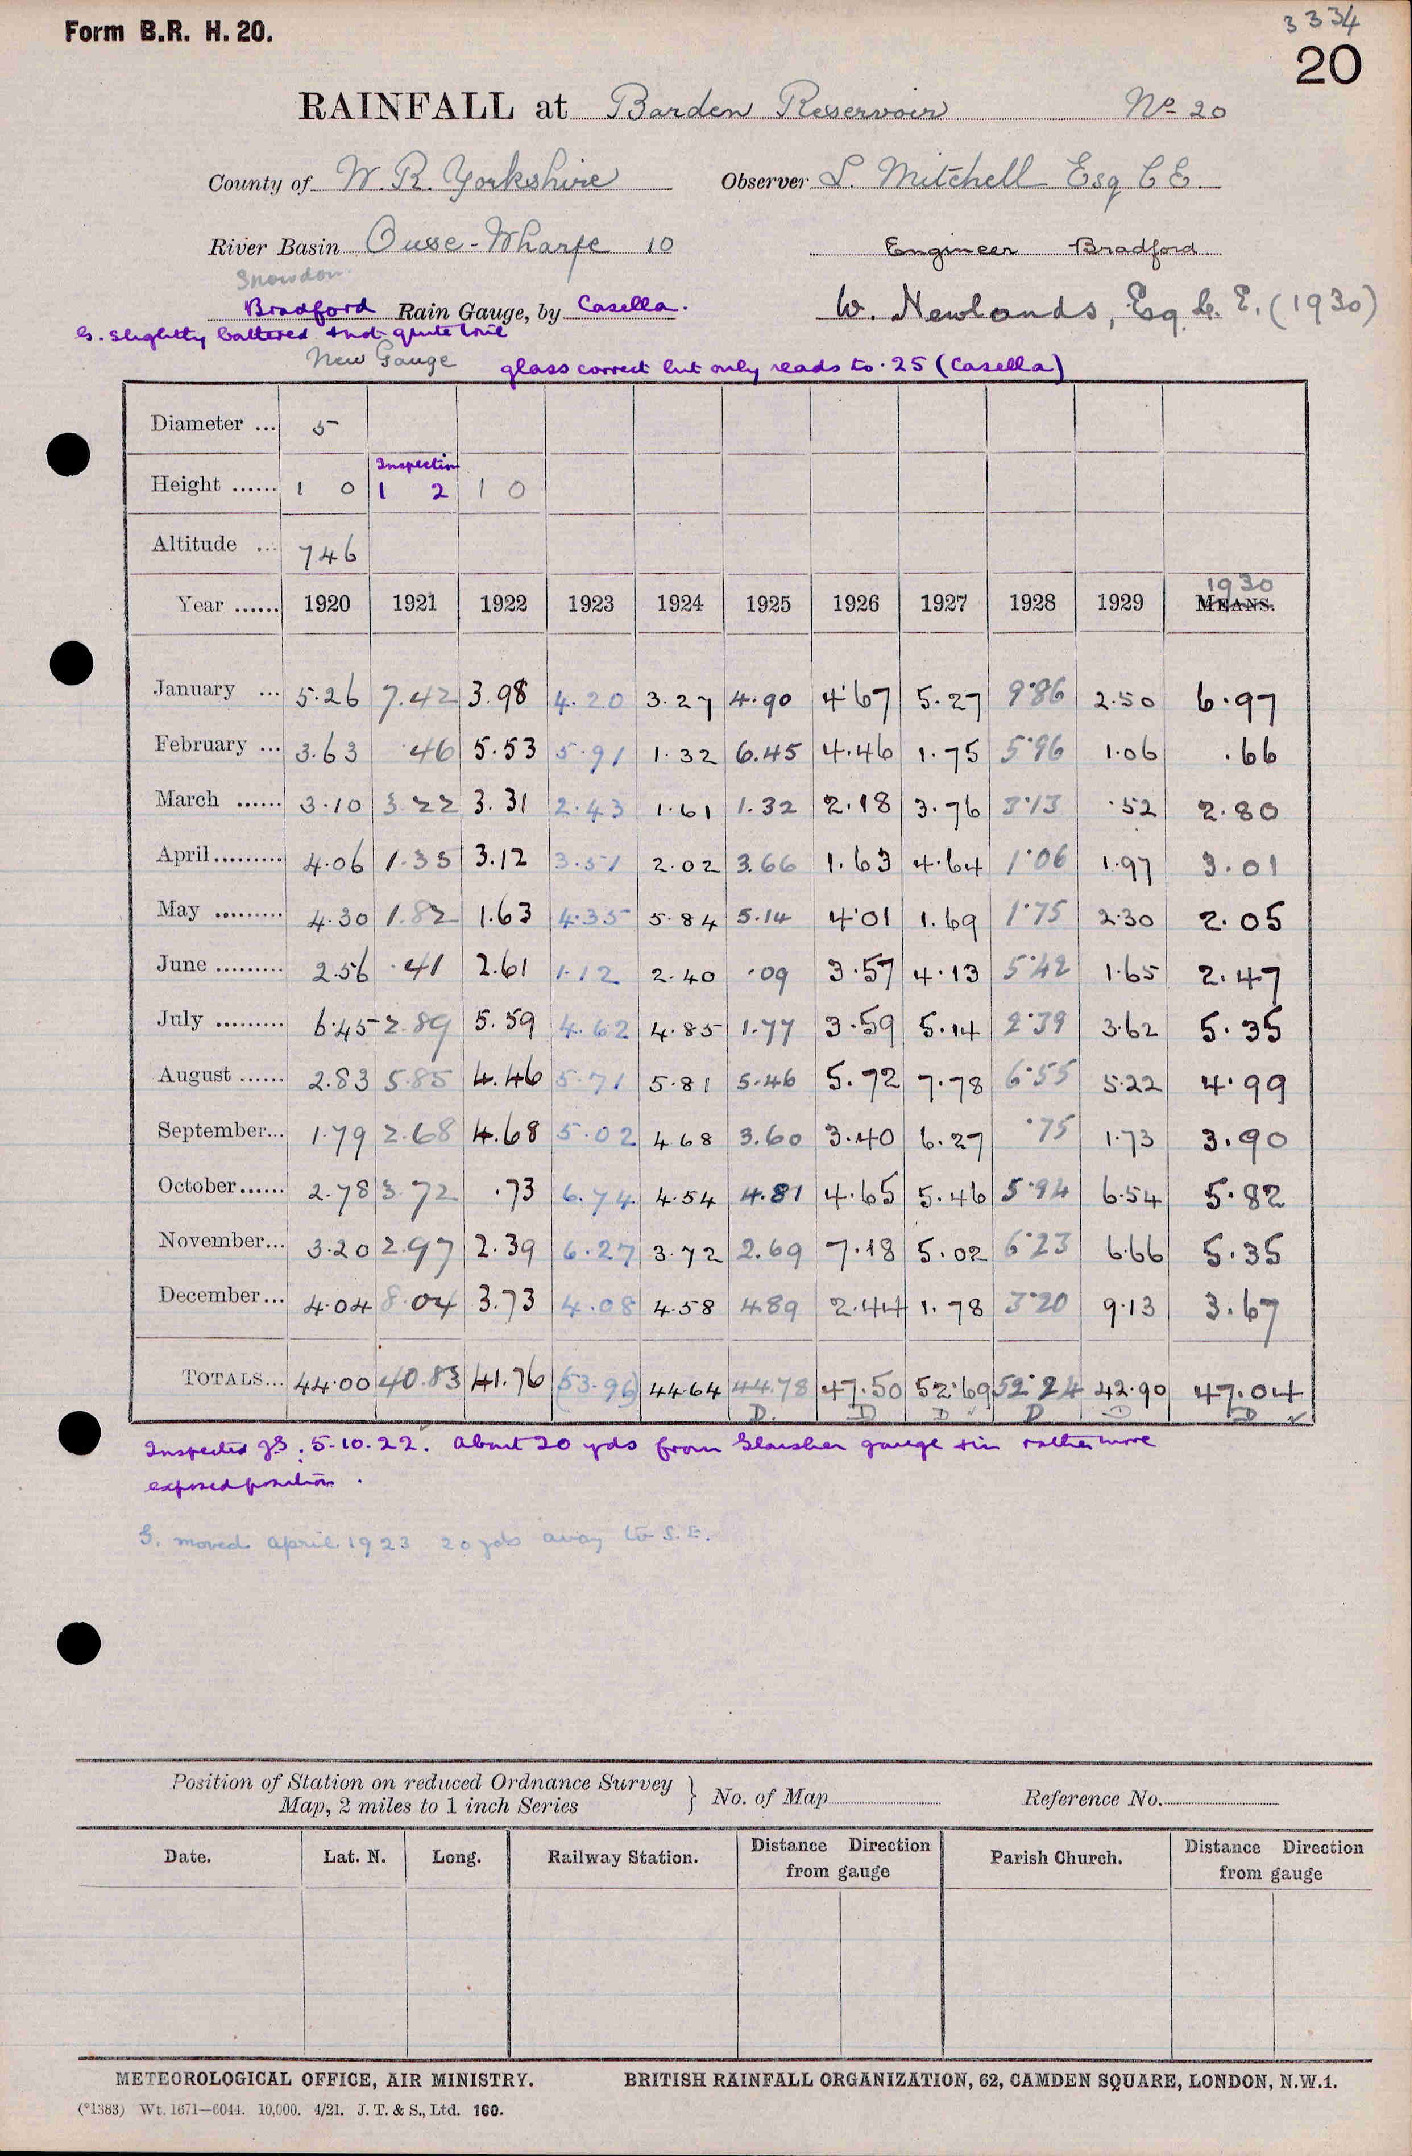 Form B.R. H. 20.
3334
20
RAINFALL at Barden Reservoir No 20
County of W. R. Yorkshire Observer L. Mitchell Esq C E.
River Basin Ouse - Wharfe 10 Engineer Bradford
Snowdon
Bradford Rain Gauge, by Casella. W. Newlands, Esq. C. E. (1930)
G. slightly battered & not quite true
New Gauge glass correct but only reads to .25 (Casella)
Diameter ... 5
Inspection
Height ...... 1 0 1 2 1 0
Altitude ... 746
1930
Year ...... 1920 1921 1922 1923 1924 1925 1926 1927 1928 1929 MEANS.
January ... 5.26 7.42 3.98 4.20 3.27 4.90 4.67 5.27 9.86 2.50 6.97
February ... 3.63 .46 5.53 5.91 1.32 6.45 4.46 1.75 5.96 1.06 .66
March ...... 3.10 3.22 3.31 2.43 1.61 1.32 2.18 3.76 3.13 .52 2.80
April......... 4.06 1.35 3.12 3.51 2.02 3.66 1.63 4.64 1.06 1.97 3.01
May ......... 4.30 1.82 1.63 4.35 5.84 5.14 4.01 1.69 1.75 2.30 2.05
June ......... 2.56 .41 2.61 1.12 2.40 .09 3.57 4.13 5.42 1.65 2.47
July ......... 6.45 2.89 5.59 4.62 4.85 1.77 3.59 5.14 2.39 3.62 5.35
August ...... 2.83 5.85 4.46 5.71 5.81 5.46 5.72 7.78 6.55 5.22 4.99
September... 1.79 2.68 4.68 5.02 4.68 3.60 3.40 6.27 .75 1.73 3.90
October...... 2.78 3.72 .73 6.74 4.54 4.81 4.65 5.46 5.94 6.54 5.82
November... 3.20 2.97 2.39 6.27 3.72 2.69 7.18 5.02 6.23 6.66 5.35
December... 4.04 8.04 3.73 4.08 4.58 4.89 2.44 1.78 3.20 9.13 3.67
TOTALS... 44.00 40.83 41.76 (53.96) 44.64 44.78 47.50 52.69 52.24 42.90 47.04
D. D D D D D
Inspected 5.10.22. About 20 yds from Glaisher gauge & in rather more
exposed position.
G. moved April 1923 20 yds away to S.E.
Position of Station on reduced Ordnance Survey
Map, 2 miles to 1 inch Series } No. of Map Reference No.
Date. Lat. N. Long. Railway Station. Distance Direction from gauge Parish Church. Distance Direction from gauge
METEOROLOGICAL OFFICE, AIR MINISTRY. BRITISH RAINFALL ORGANIZATION, 62, CAMDEN SQUARE, LONDON, N.W.1.
(*1383) Wt. 1671—6044. 10,000. 4/21. J. T. & S., Ltd. 160.